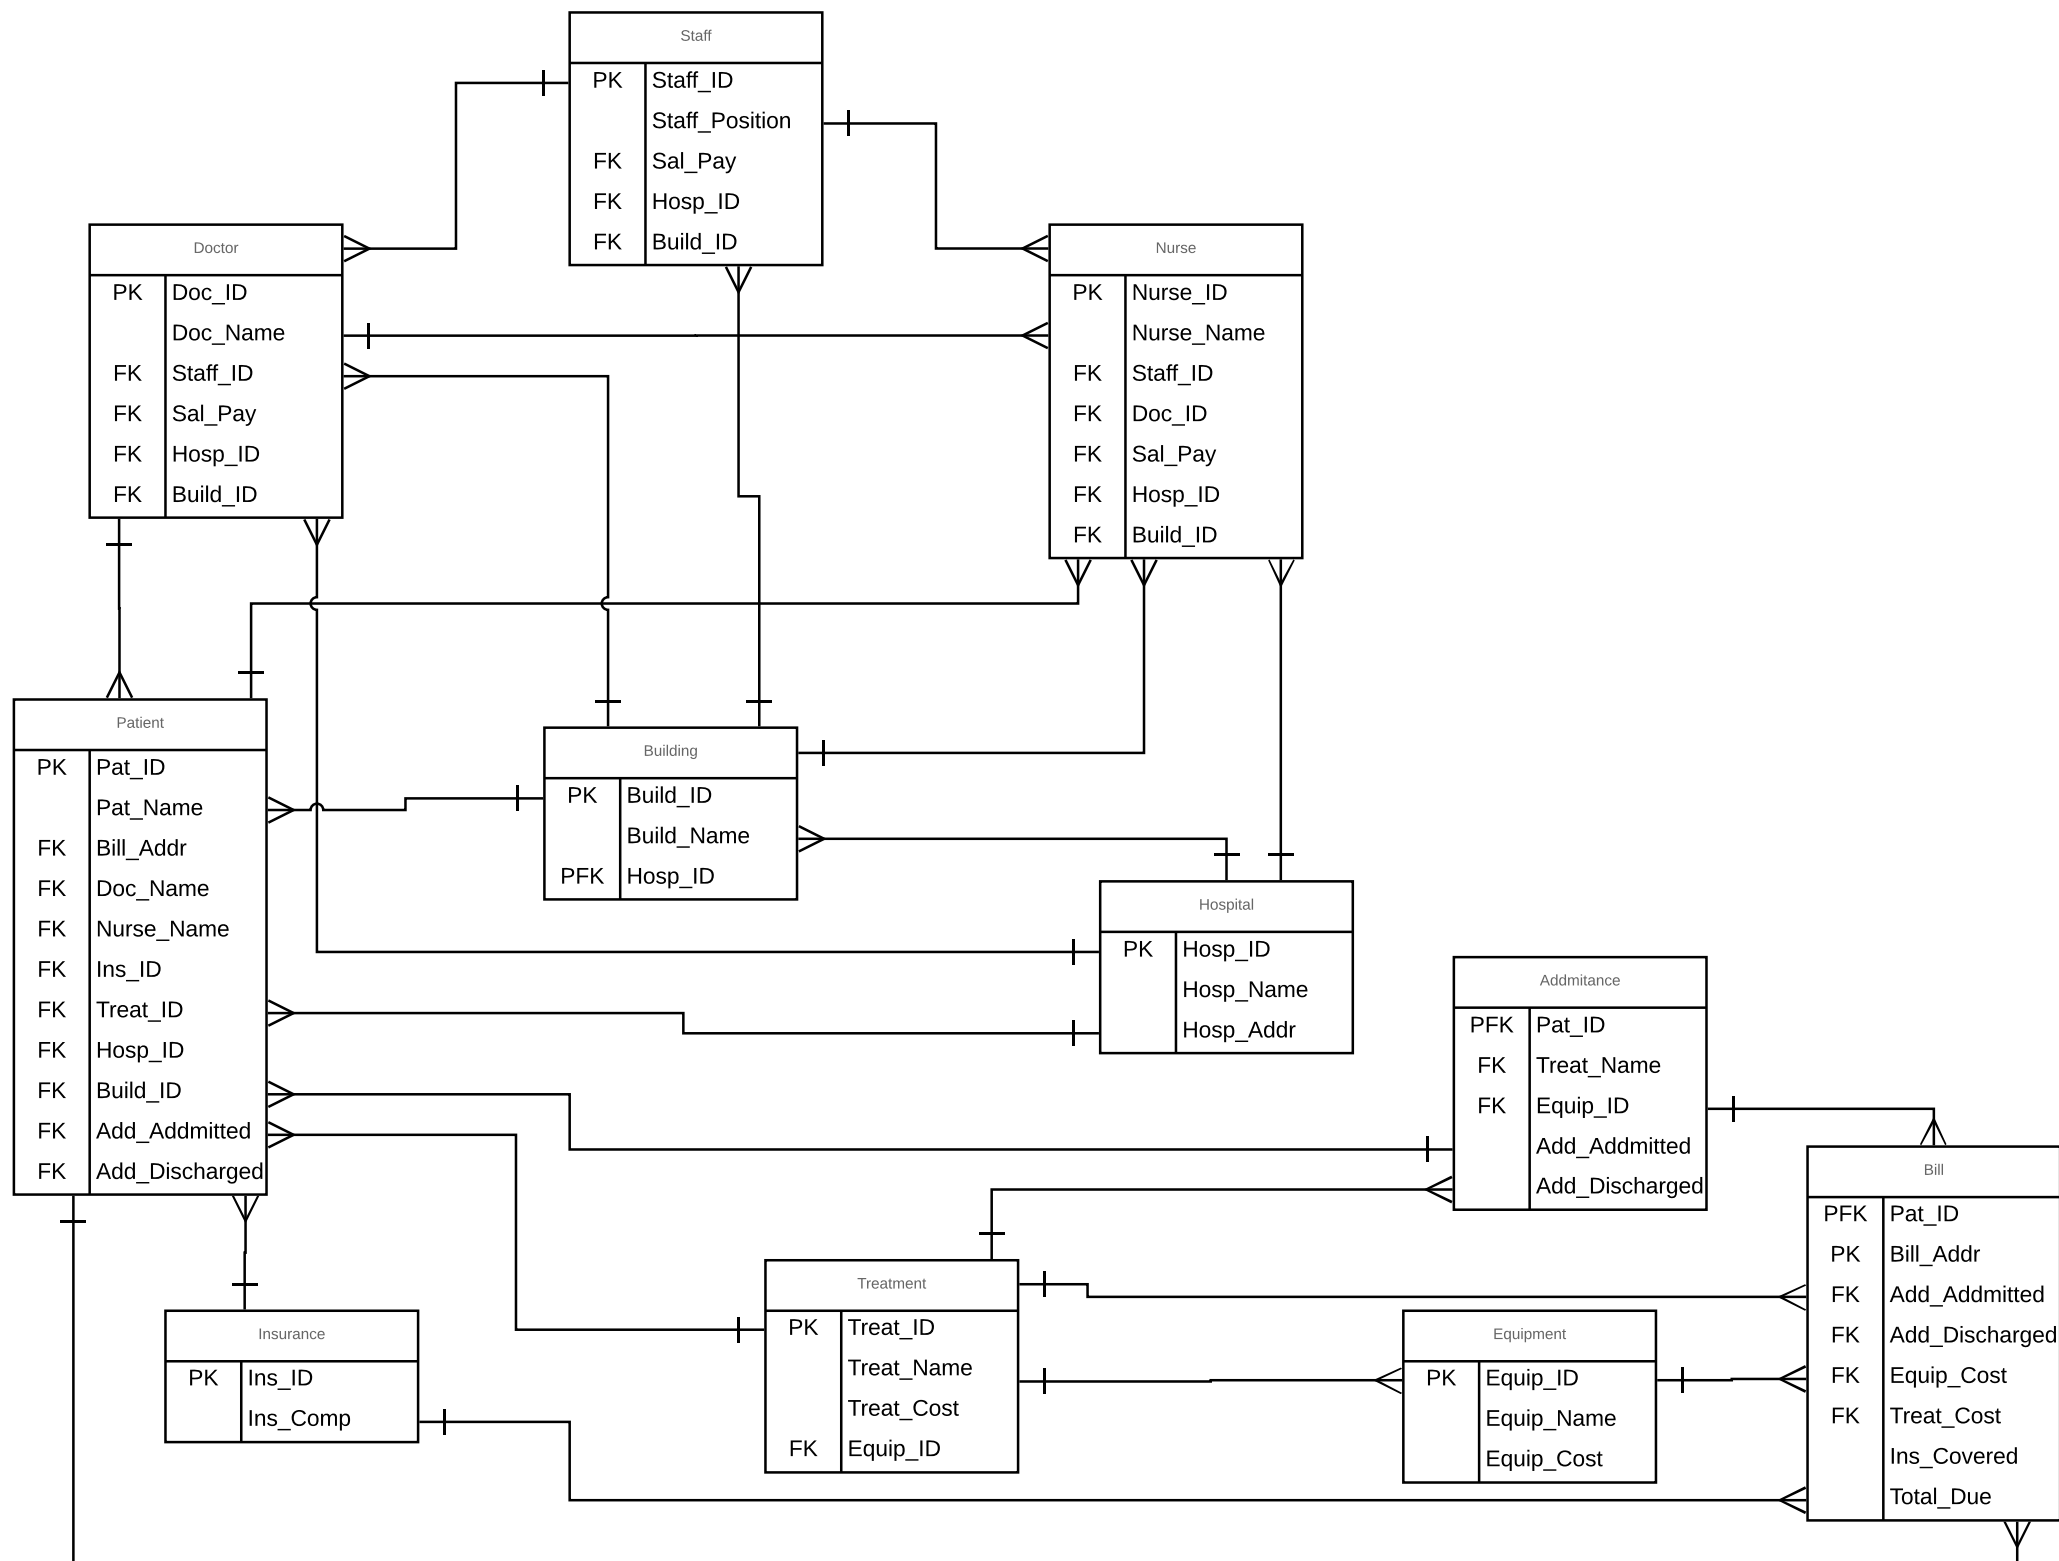 Staff
PK Staff_ID
Staff_Position
FK Sal_Pay
FK Hosp_ID
FK Build_ID
Doctor
PK Doc_ID
Doc_Name
FK Staff_ID
FK Sal_Pay
FK Hosp_ID
FK Build_ID
Nurse
PK Nurse_ID
Nurse_Name
FK Staff_ID
FK Doc_ID
FK Sal_Pay
FK Hosp_ID
FK Build_ID
Patient
PK Pat_ID
Pat_Name
FK Bill_Addr
FK Doc_Name
FK Nurse_Name
FK Ins_ID
FK Treat_ID
FK Hosp_ID
FK Build_ID
FK Add_Addmitted
FK Add_Discharged
Building
PK Build_ID
Build_Name
PFK Hosp_ID
Hospital
PK Hosp_ID
Hosp_Name
Hosp_Addr
Addmitance
PFK Pat_ID
FK Treat_Name
FK Equip_ID
Add_Addmitted
Add_Discharged
Bill
PFK Pat_ID
PK Bill_Addr
FK Add_Addmitted
FK Add_Discharged
FK Equip_Cost
FK Treat_Cost
Ins_Covered
Total_Due
Insurance
PK Ins_ID
Ins_Comp
Treatment
PK Treat_ID
Treat_Name
Treat_Cost
FK Equip_ID
Equipment
PK Equip_ID
Equip_Name
Equip_Cost